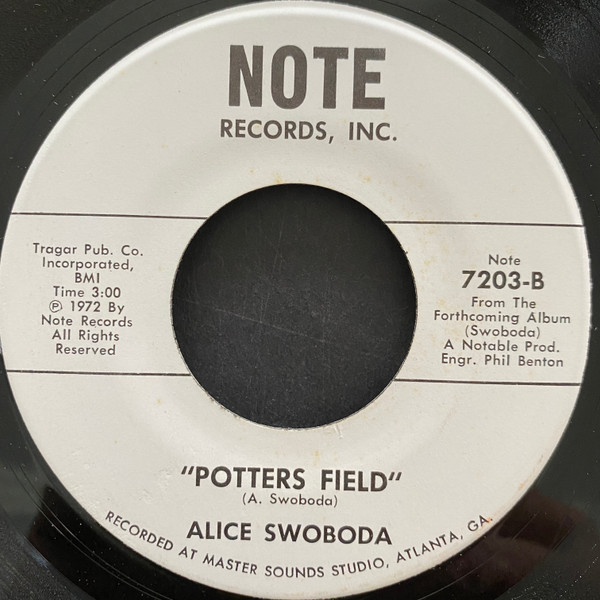 NOTE
RECORDS, INC.
Tragar Pub. Co.
Incorporated,
BMI
Time 3:00
℗ 1972 By
Note Records
All Rights
Reserved
Note
7203-B
From The
Forthcoming Album
(Swoboda)
A Notable Prod.
Engr. Phil Benton
"POTTERS FIELD"
(A. Swoboda)
ALICE SWOBODA
RECORDED AT MASTER SOUNDS STUDIO, ATLANTA, GA.